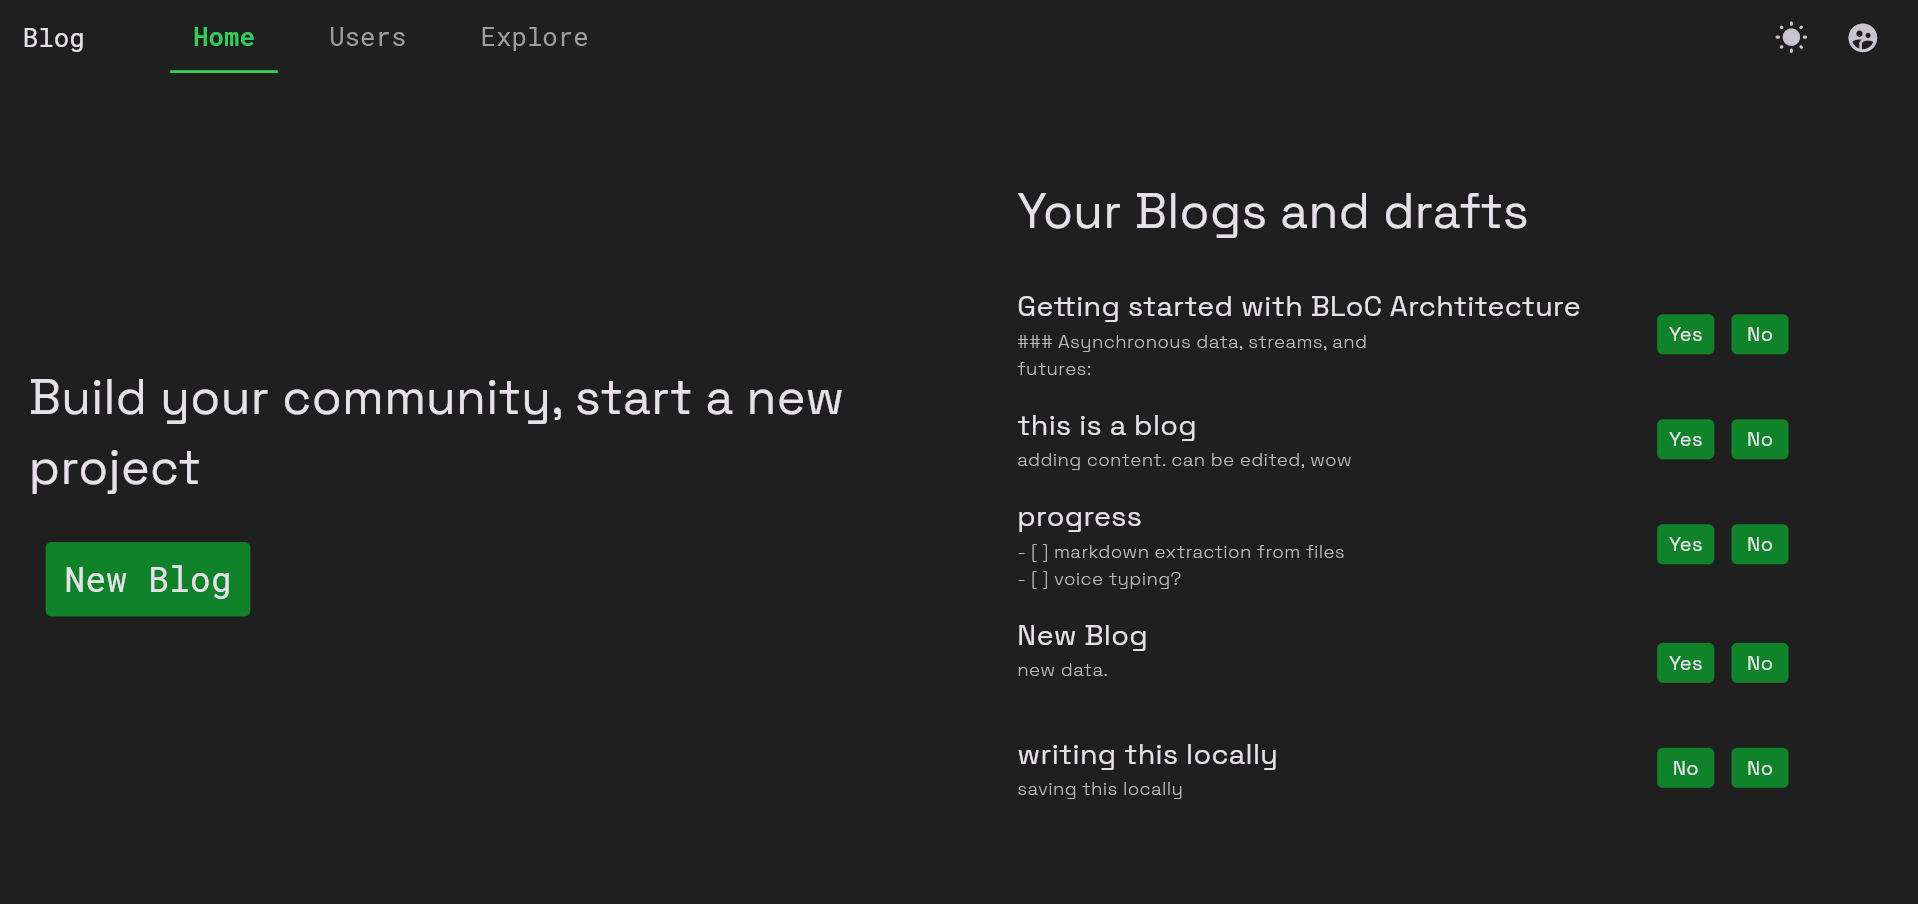 Blog Home Users Explore
Build your community, start a new
project
New Blog
Your Blogs and drafts
Getting started with BLoC Archtitecture
### Asynchronous data, streams, and
futures:
Yes No
this is a blog
adding content. can be edited, wow
Yes No
progress
- [ ] markdown extraction from files
- [ ] voice typing?
Yes No
New Blog
new data.
Yes No
writing this locally
saving this locally
No No